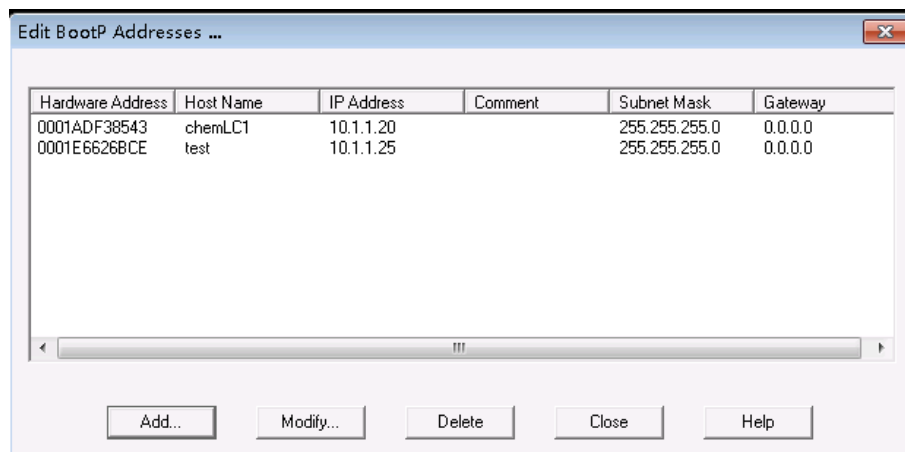 Edit BootP Addresses ...
Hardware Address Host Name IP Address Comment Subnet Mask Gateway
0001ADF38543 chemLC1 10.1.1.20 255.255.255.0 0.0.0.0
0001E6626BCE test 10.1.1.25 255.255.255.0 0.0.0.0
Add... Modify... Delete Close Help